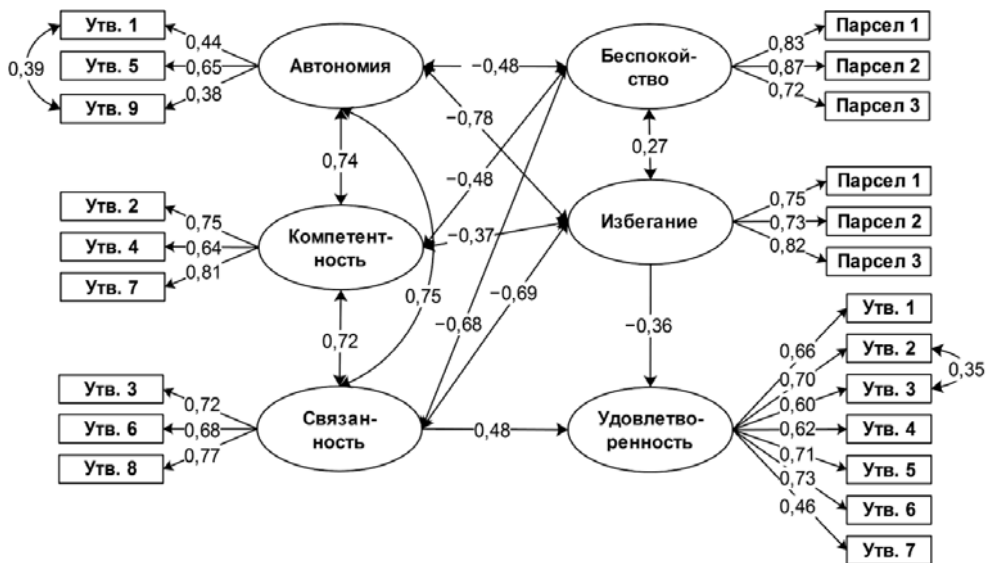 Утв. 1
Утв. 5
Утв. 9
0,39
0,44
0,65
0,38
Автономия
−0,48
Беспокой-
ство
0,83
0,87
0,72
Парсел 1
Парсел 2
Парсел 3
0,74
−0,78
−0,48
0,27
Утв. 2
Утв. 4
Утв. 7
0,75
0,64
0,81
Компетент-
ность
−0,37
Избегание
0,75
0,73
0,82
Парсел 1
Парсел 2
Парсел 3
0,72
0,75
−0,68
−0,69
−0,36
Утв. 3
Утв. 6
Утв. 8
0,72
0,68
0,77
Связан-
ность
0,48
Удовлетво-
ренность
0,66
0,70
0,60
0,62
0,71
0,73
0,46
Утв. 1
Утв. 2
Утв. 3
Утв. 4
Утв. 5
Утв. 6
Утв. 7
0,35